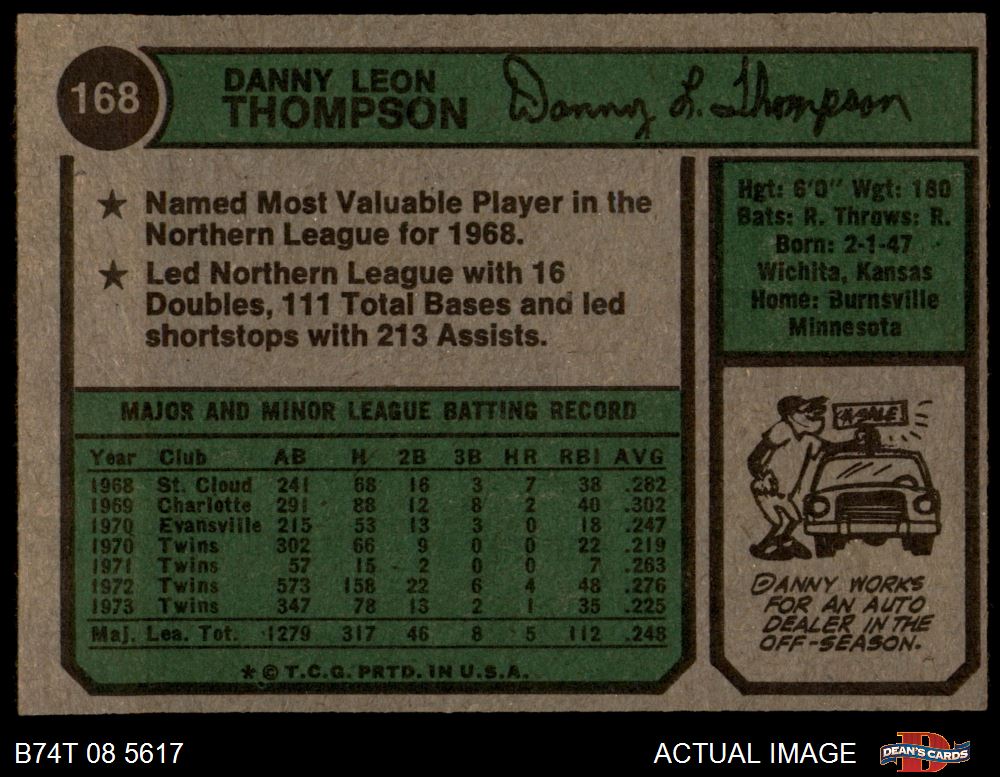 168
DANNY LEON
THOMPSON
Danny L. Thompson
★ Named Most Valuable Player in the
Northern League for 1968.
★ Led Northern League with 16
Doubles, 111 Total Bases and led
shortstops with 213 Assists.
Hgt: 6'0" Wgt: 180
Bats: R. Throws: R.
Born: 2-1-47
Wichita, Kansas
Home: Burnsville
Minnesota
MAJOR AND MINOR LEAGUE BATTING RECORD
Year Club AB H 2B 3B HR RBI AVG
1968 St. Cloud 241 68 16 3 7 38 .282
1969 Charlotte 291 88 12 8 2 40 .302
1970 Evansville 215 53 13 3 0 18 .247
1970 Twins 302 66 9 0 0 22 .219
1971 Twins 57 15 2 0 0 7 .263
1972 Twins 573 158 22 6 4 48 .276
1973 Twins 347 78 13 2 1 35 .225
Maj. Lea. Tot. 1279 317 46 8 5 112 .248
*© T.C.G. PRTD. IN U.S.A.
SALE
DANNY WORKS
FOR AN AUTO
DEALER IN THE
OFF-SEASON.
B74T 08 5617
ACTUAL IMAGE
DEAN'S CARDS